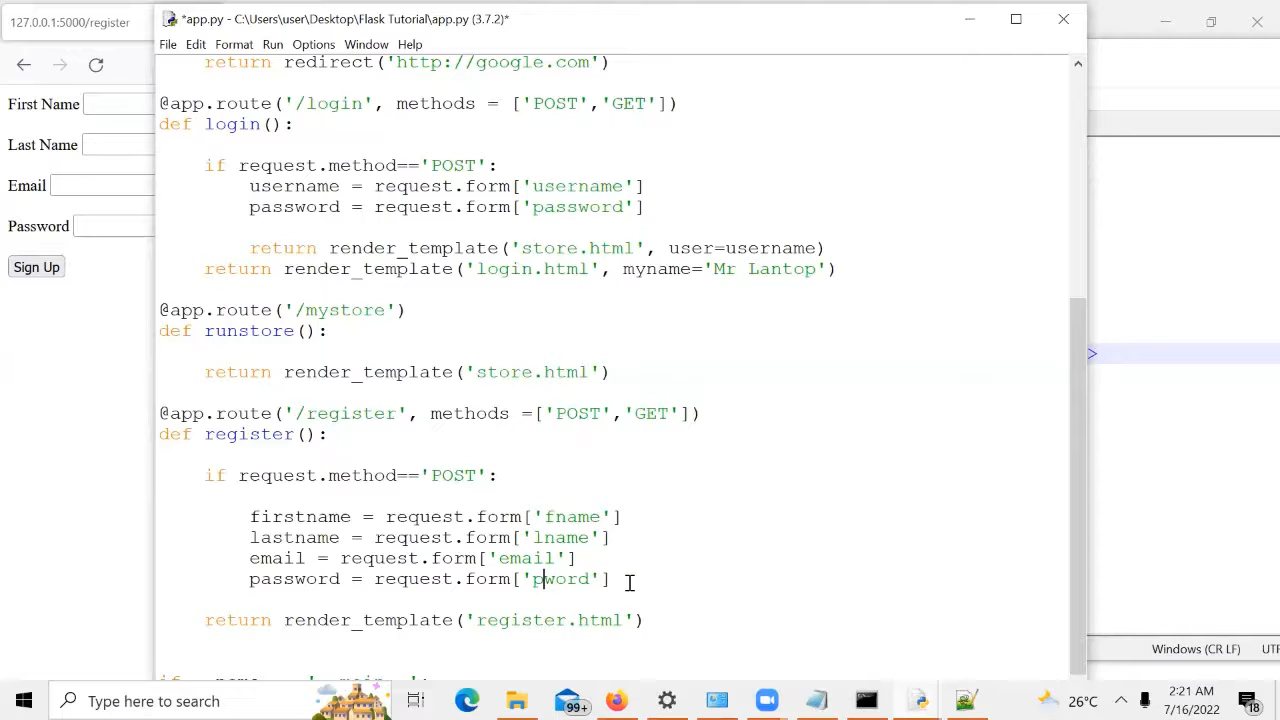 127.0.0.1:5000/register
*app.py - C:\Users\user\Desktop\Flask Tutorial\app.py (3.7.2)*
File Edit Format Run Options Window Help
return redirect('http://google.com')
First Name
Last Name
Email
Password
Sign Up
@app.route('/login', methods = ['POST','GET'])
def login():
if request.method=='POST':
username = request.form['username']
password = request.form['password']
return render_template('store.html', user=username)
return render_template('login.html', myname='Mr Lantop')
@app.route('/mystore')
def runstore():
return render_template('store.html')
@app.route('/register', methods =['POST','GET'])
def register():
if request.method=='POST':
firstname = request.form['fname']
lastname = request.form['lname']
email = request.form['email']
password = request.form['pword']
return render_template('register.html')
>
Windows (CR LF)
Type here to search
99+
26°C
2:21 AM
7/16/2022
18